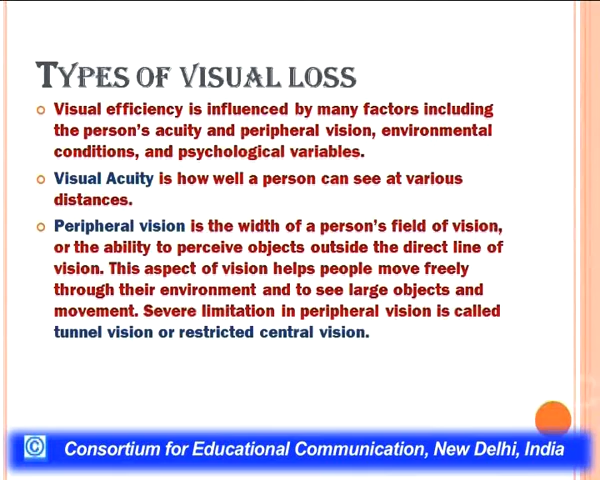 TYPES OF VISUAL LOSS
Visual efficiency is influenced by many factors including
the person's acuity and peripheral vision, environmental
conditions, and psychological variables.
Visual Acuity is how well a person can see at various
distances.
Peripheral vision is the width of a person's field of vision,
or the ability to perceive objects outside the direct line of
vision. This aspect of vision helps people move freely
through their environment and to see large objects and
movement. Severe limitation in peripheral vision is called
tunnel vision or restricted central vision.
© Consortium for Educational Communication, New Delhi, India